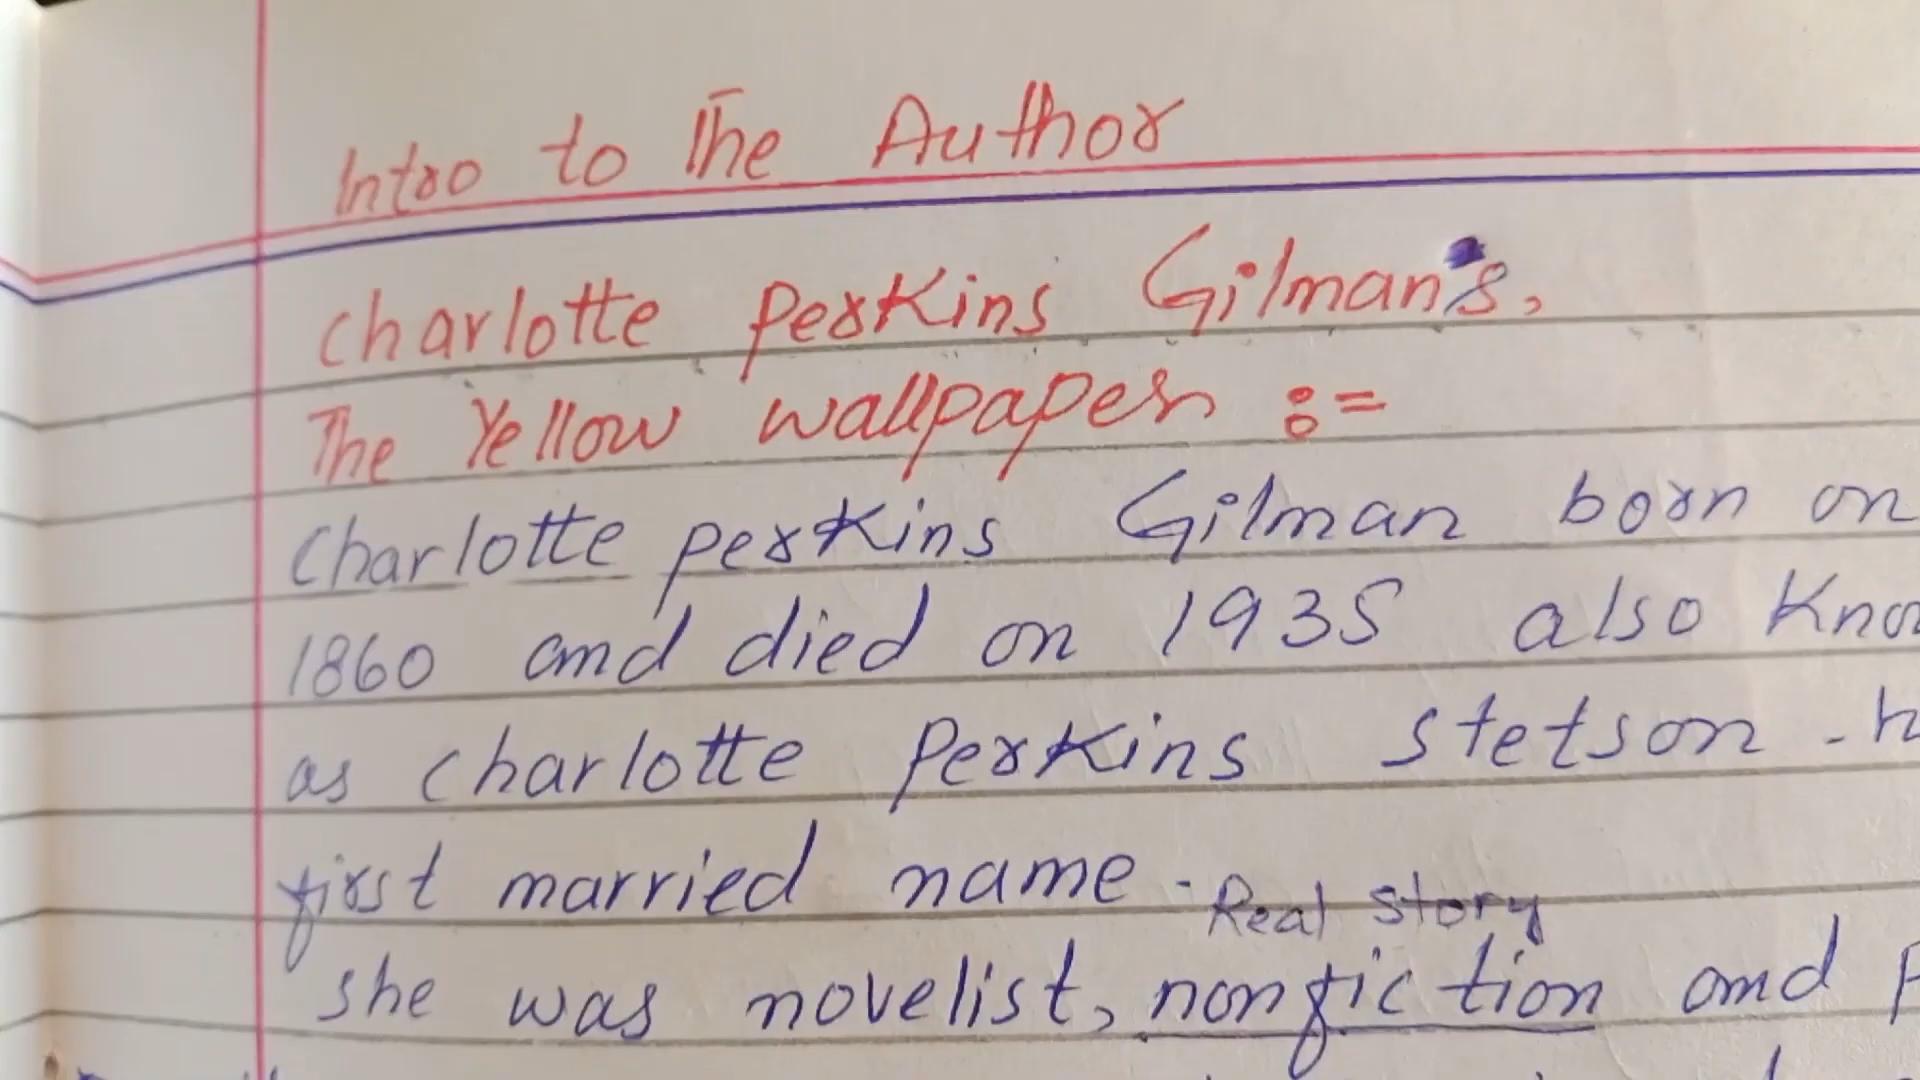 Intro to The Author
Charlotte Perkins Gilman's,
The Yellow wallpaper :=
Charlotte perkins Gilman born on
1860 and died on 1935 also
as Charlotte Perkins Stetson -
first married name -
Real Story
She was novelist, nonfiction and